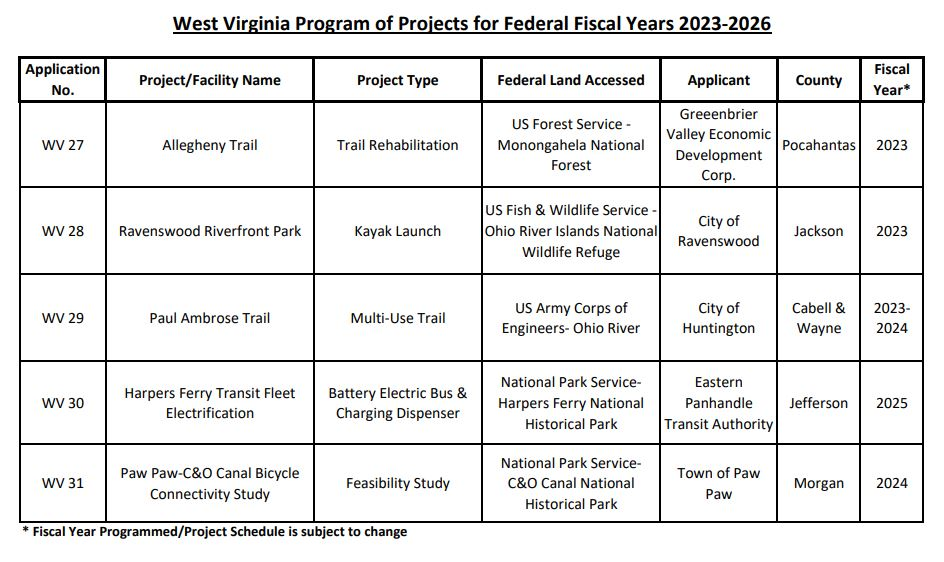 West Virginia Program of Projects for Federal Fiscal Years 2023-2026
Application No. Project/Facility Name Project Type Federal Land Accessed Applicant County Fiscal Year*
WV 27 Allegheny Trail Trail Rehabilitation US Forest Service - Monongahela National Forest Greeenbrier Valley Economic Development Corp. Pocahantas 2023
WV 28 Ravenswood Riverfront Park Kayak Launch US Fish & Wildlife Service - Ohio River Islands National Wildlife Refuge City of Ravenswood Jackson 2023
WV 29 Paul Ambrose Trail Multi-Use Trail US Army Corps of Engineers- Ohio River City of Huntington Cabell & Wayne 2023-2024
WV 30 Harpers Ferry Transit Fleet Electrification Battery Electric Bus & Charging Dispenser National Park Service- Harpers Ferry National Historical Park Eastern Panhandle Transit Authority Jefferson 2025
WV 31 Paw Paw-C&O Canal Bicycle Connectivity Study Feasibility Study National Park Service- C&O Canal National Historical Park Town of Paw Paw Morgan 2024
* Fiscal Year Programmed/Project Schedule is subject to change